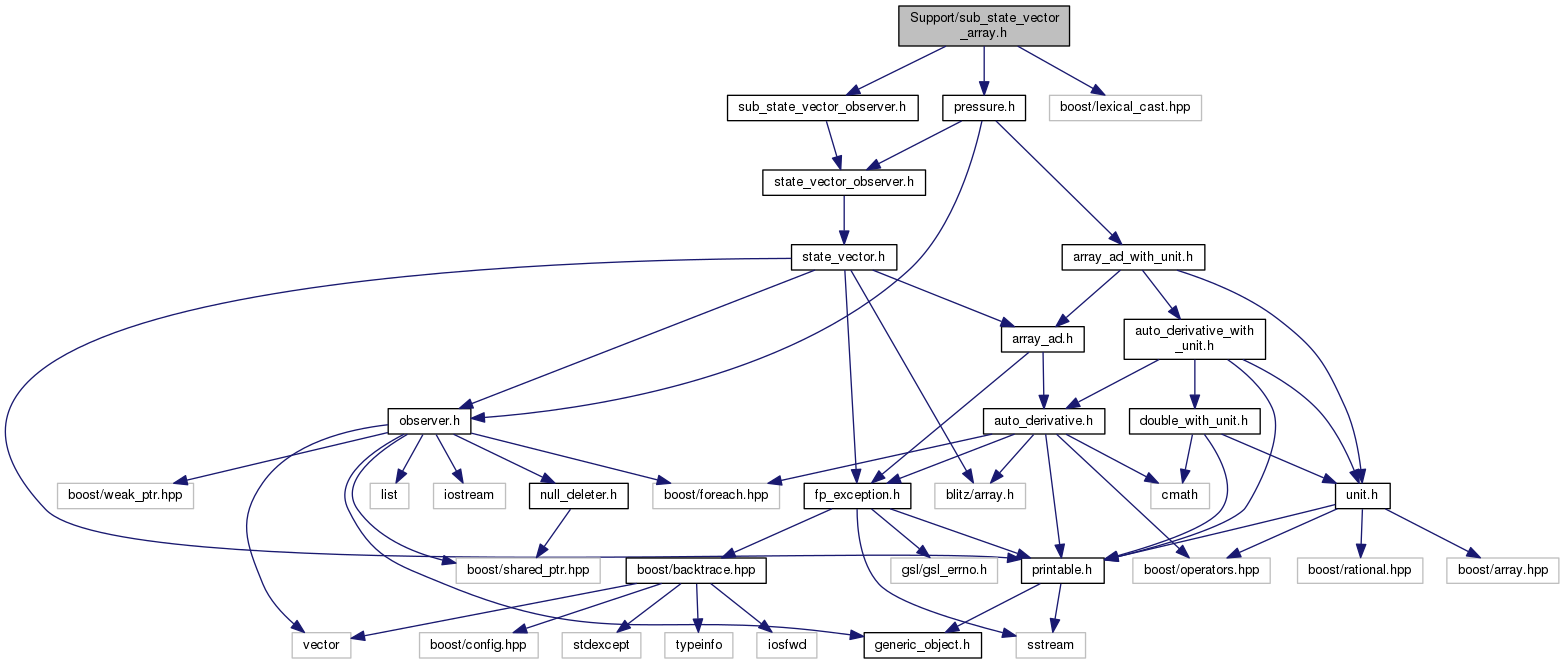 Support/sub_state_vector
_array.h
sub_state_vector_observer.h
pressure.h
boost/lexical_cast.hpp
state_vector_observer.h
state_vector.h
array_ad_with_unit.h
array_ad.h
auto_derivative_with
_unit.h
observer.h
auto_derivative.h
double_with_unit.h
boost/weak_ptr.hpp
list
iostream
null_deleter.h
boost/foreach.hpp
fp_exception.h
blitz/array.h
cmath
unit.h
boost/shared_ptr.hpp
boost/backtrace.hpp
gsl/gsl_errno.h
printable.h
boost/operators.hpp
boost/rational.hpp
boost/array.hpp
vector
boost/config.hpp
stdexcept
typeinfo
iosfwd
generic_object.h
sstream